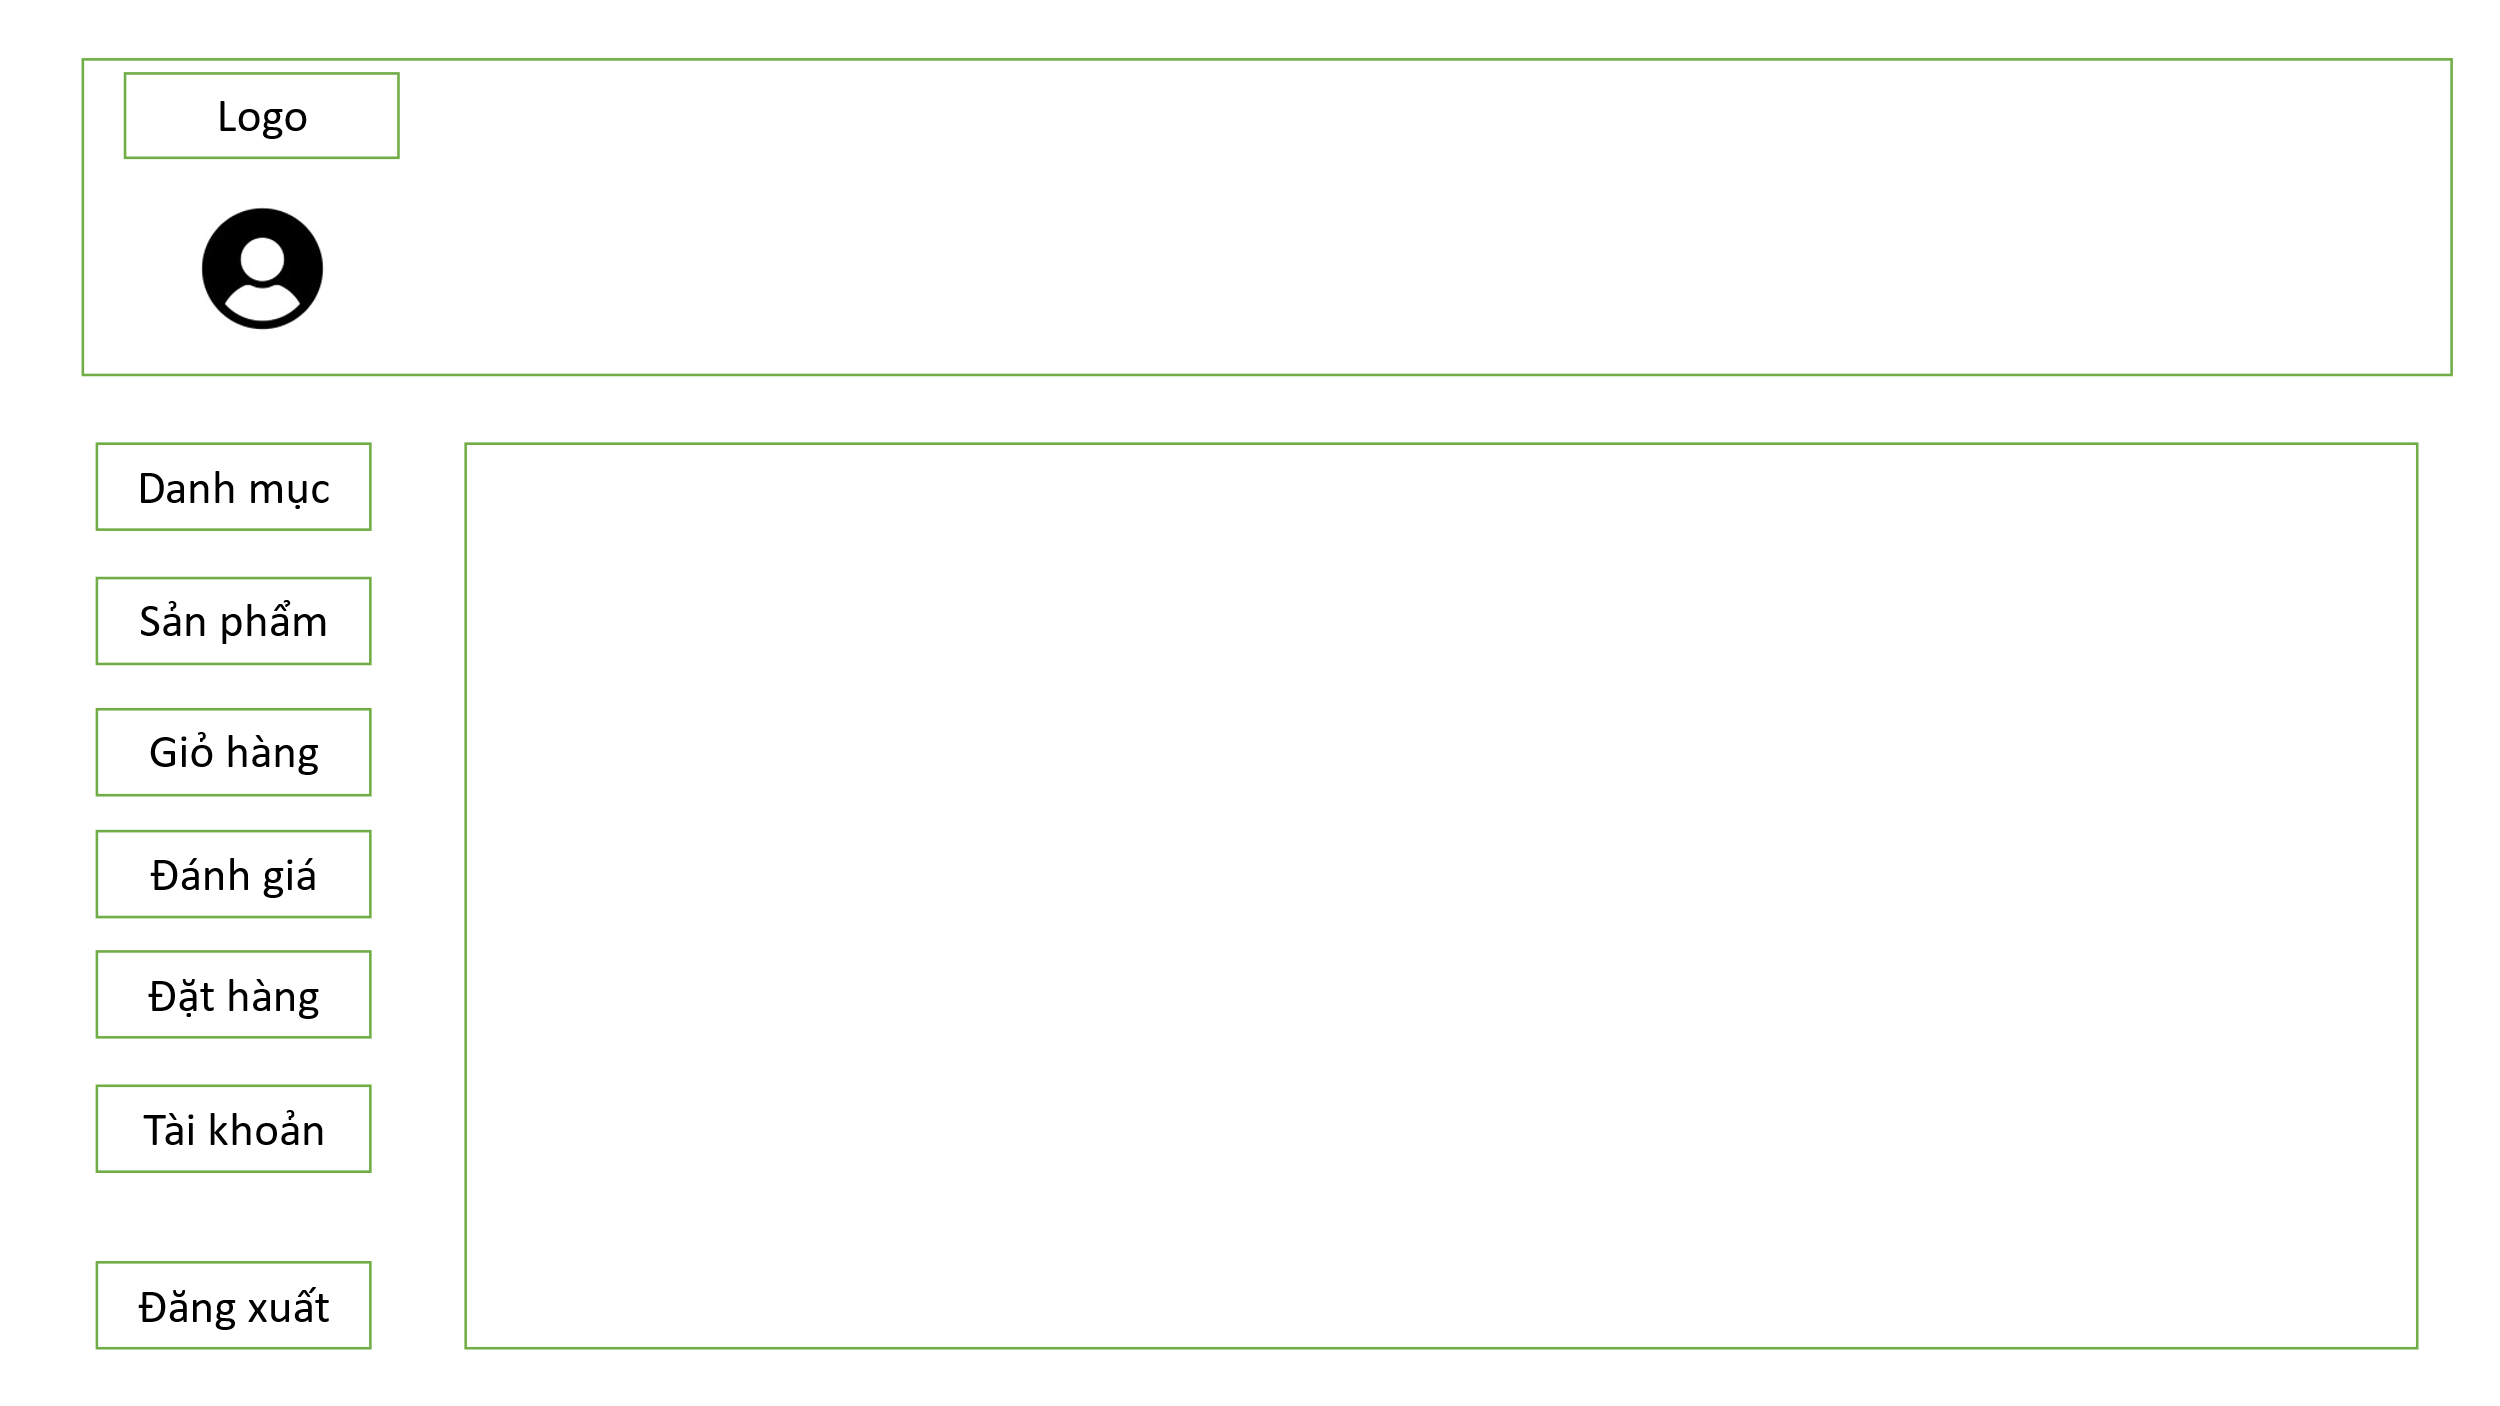 Logo
Danh mục
Sản phẩm
Giỏ hàng
Đánh giá
Đặt hàng
Tài khoản
Đăng xuất